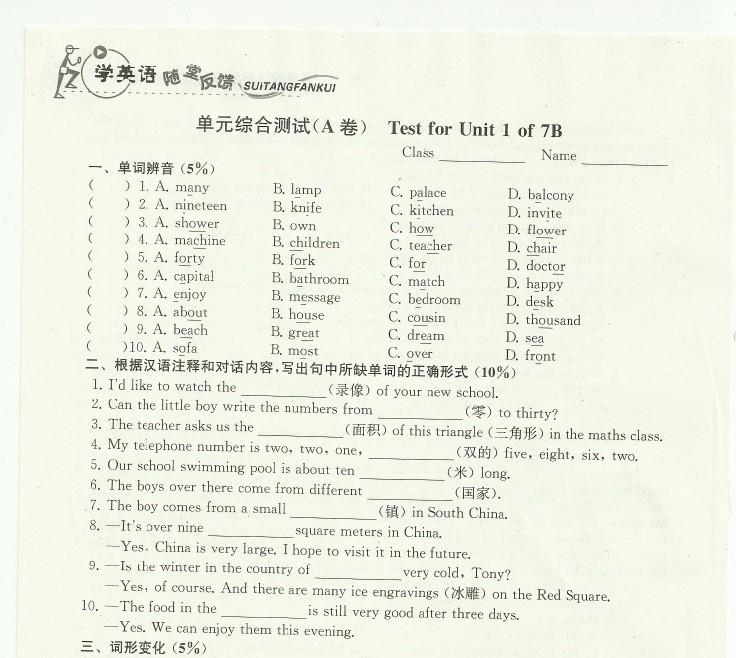 学英语 随堂反馈 SUITANGFANKUI
单元综合测试(A 卷) Test for Unit 1 of 7B
Class ________ Name ________
一、单词辨音(5%)
( ) 1. A. many B. lamp C. palace D. balcony
( ) 2. A. nineteen B. knife C. kitchen D. invite
( ) 3. A. shower B. own C. how D. flower
( ) 4. A. machine B. children C. teacher D. chair
( ) 5. A. forty B. fork C. for D. doctor
( ) 6. A. capital B. bathroom C. match D. happy
( ) 7. A. enjoy B. message C. bedroom D. desk
( ) 8. A. about B. house C. cousin D. thousand
( ) 9. A. beach B. great C. dream D. sea
( )10. A. sofa B. most C. over D. front
二、根据汉语注释和对话内容,写出句中所缺单词的正确形式(10%)
1. I'd like to watch the ________(录像) of your new school.
2. Can the little boy write the numbers from ________(零) to thirty?
3. The teacher asks us the ________(面积) of this triangle(三角形) in the maths class.
4. My telephone number is two, two, one, ________(双的) five, eight, six, two.
5. Our school swimming pool is about ten ________(米) long.
6. The boys over there come from different ________(国家).
7. The boy comes from a small ________(镇) in South China.
8. —It's over nine ________ square meters in China.
—Yes. China is very large. I hope to visit it in the future.
9. —Is the winter in the country of ________ very cold, Tony?
—Yes, of course. And there are many ice engravings(冰雕) on the Red Square.
10. —The food in the ________ is still very good after three days.
—Yes. We can enjoy them this evening.
三、词形变化(5%)